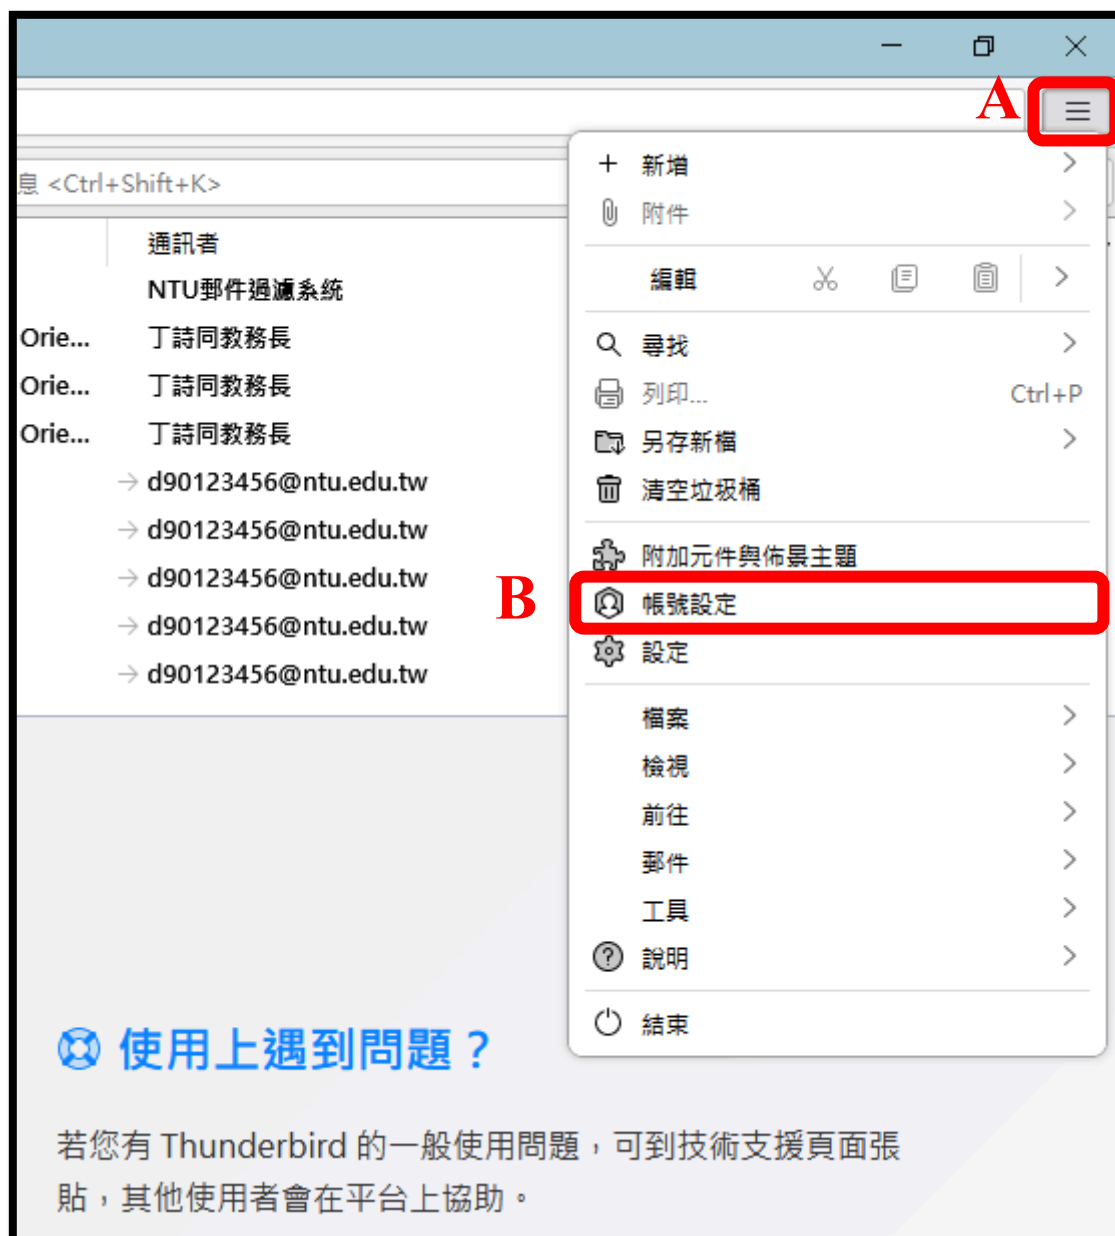 A
息 <Ctrl+Shift+K>
通訊者
NTU郵件過濾系統
Orie... 丁詩同教務長
Orie... 丁詩同教務長
Orie... 丁詩同教務長
→ d90123456@ntu.edu.tw
→ d90123456@ntu.edu.tw
→ d90123456@ntu.edu.tw
→ d90123456@ntu.edu.tw
→ d90123456@ntu.edu.tw
新增
附件
編輯
尋找
列印... Ctrl+P
另存新檔
清空垃圾桶
附加元件與佈景主題
B 帳號設定
設定
檔案
檢視
前往
郵件
工具
說明
結束
使用上遇到問題？
若您有 Thunderbird 的一般使用問題，可到技術支援頁面張
貼，其他使用者會在平台上協助。